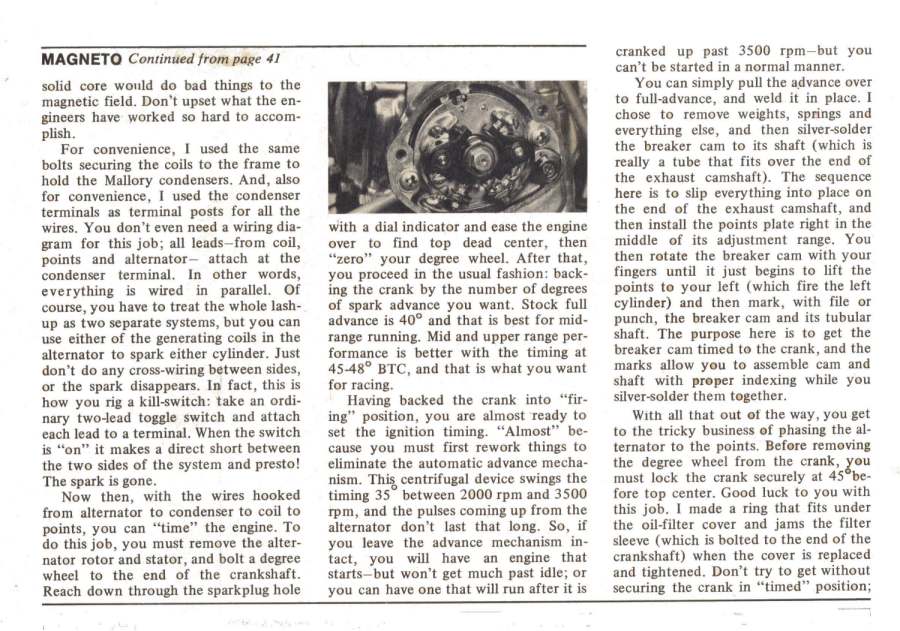 MAGNETO Continued from page 41
solid core would do bad things to the
magnetic field. Don't upset what the en-
gineers have worked so hard to accom-
plish.
For convenience, I used the same
bolts securing the coils to the frame to
hold the Mallory condensers. And, also
for convenience, I used the condenser
terminals as terminal posts for all the
wires. You don't even need a wiring dia-
gram for this job; all leads—from coil,
points and alternator— attach at the
condenser terminal. In other words,
everything is wired in parallel. Of
course, you have to treat the whole lash-
up as two separate systems, but you can
use either of the generating coils in the
alternator to spark either cylinder. Just
don't do any cross-wiring between sides,
or the spark disappears. In fact, this is
how you rig a kill-switch: take an ordi-
nary two-lead toggle switch and attach
each lead to a terminal. When the switch
is "on" it makes a direct short between
the two sides of the system and presto!
The spark is gone.
Now then, with the wires hooked
from alternator to condenser to coil to
points, you can "time" the engine. To
do this job, you must remove the alter-
nator rotor and stator, and bolt a degree
wheel to the end of the crankshaft.
Reach down through the sparkplug hole
with a dial indicator and ease the engine
over to find top dead center, then
"zero" your degree wheel. After that,
you proceed in the usual fashion: back-
ing the crank by the number of degrees
of spark advance you want. Stock full
advance is 40° and that is best for mid-
range running. Mid and upper range per-
formance is better with the timing at
45-48° BTC, and that is what you want
for racing.
Having backed the crank into "fir-
ing" position, you are almost ready to
set the ignition timing. "Almost" be-
cause you must first rework things to
eliminate the automatic advance mecha-
nism. This centrifugal device swings the
timing 35° between 2000 rpm and 3500
rpm, and the pulses coming up from the
alternator don't last that long. So, if
you leave the advance mechanism in-
tact, you will have an engine that
starts—but won't get much past idle; or
you can have one that will run after it is
cranked up past 3500 rpm—but you
can't be started in a normal manner.
You can simply pull the advance over
to full-advance, and weld it in place. I
chose to remove weights, springs and
everything else, and then silver-solder
the breaker cam to its shaft (which is
really a tube that fits over the end of
the exhaust camshaft). The sequence
here is to slip everything into place on
the end of the exhaust camshaft, and
then install the points plate right in the
middle of its adjustment range. You
then rotate the breaker cam with your
fingers until it just begins to lift the
points to your left (which fire the left
cylinder) and then mark, with file or
punch, the breaker cam and its tubular
shaft. The purpose here is to get the
breaker cam timed to the crank, and the
marks allow you to assemble cam and
shaft with proper indexing while you
silver-solder them together.
With all that out of the way, you get
to the tricky business of phasing the al-
ternator to the points. Before removing
the degree wheel from the crank, you
must lock the crank securely at 45° be-
fore top center. Good luck to you with
this job. I made a ring that fits under
the oil-filter cover and jams the filter
sleeve (which is bolted to the end of the
crankshaft) when the cover is replaced
and tightened. Don't try to get without
securing the crank in "timed" position;